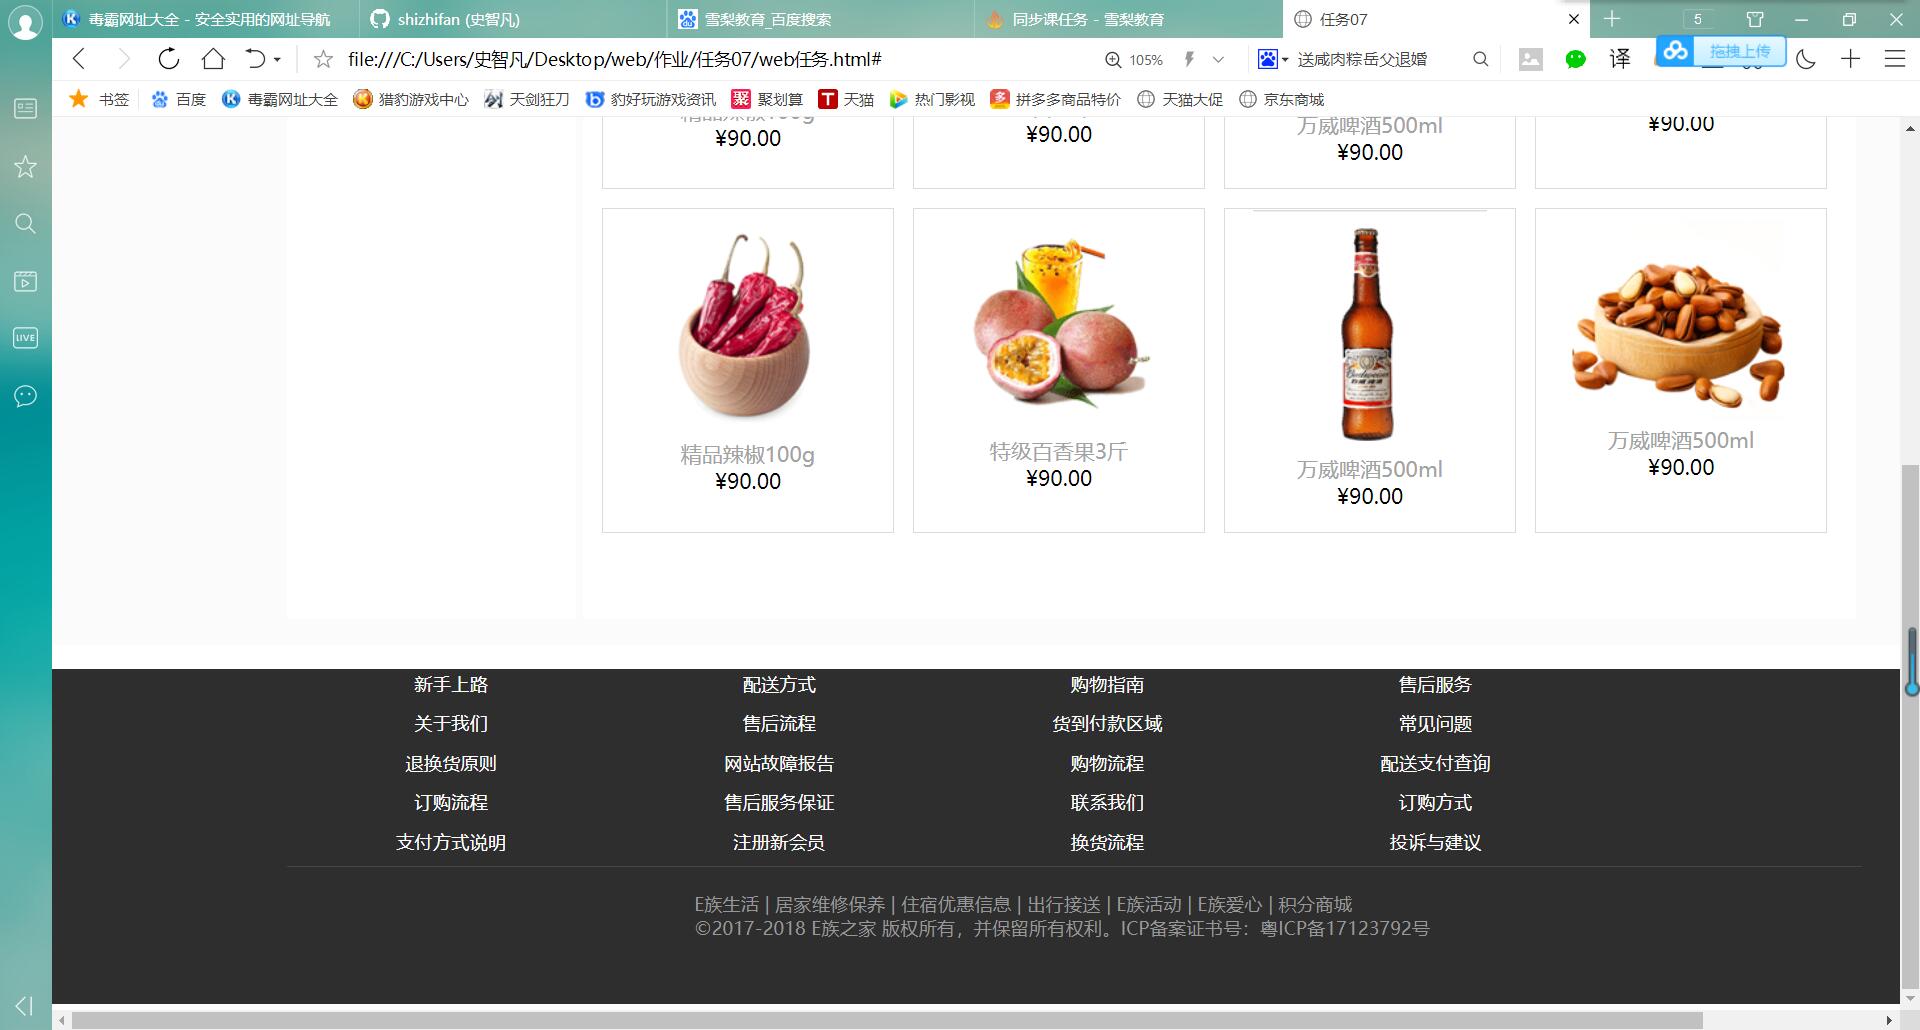 毒霸网址大全 - 安全实用的网址导航
shizhifan (史智凡)
雪梨教育_百度搜索
同步课任务 - 雪梨教育
任务07
5
file:///C:/Users/史智凡/Desktop/web/作业/任务07/web任务.html#
105%
送咸肉粽岳父退婚
译
拖拽上传
书签
百度
毒霸网址大全
猎豹游戏中心
天剑狂刀
豹好玩游戏资讯
聚划算
天猫
热门影视
拼多多商品特价
天猫大促
京东商城
LIVE
精品辣椒100g
¥90.00
¥90.00
万威啤酒500ml
¥90.00
¥90.00
精品辣椒100g
¥90.00
特级百香果3斤
¥90.00
Budweiser
万威啤酒500ml
¥90.00
万威啤酒500ml
¥90.00
新手上路 配送方式 购物指南 售后服务
关于我们 售后流程 货到付款区域 常见问题
退换货原则 网站故障报告 购物流程 配送支付查询
订购流程 售后服务保证 联系我们 订购方式
支付方式说明 注册新会员 换货流程 投诉与建议
E族生活 | 居家维修保养 | 住宿优惠信息 | 出行接送 | E族活动 | E族爱心 | 积分商城
©2017-2018 E族之家 版权所有，并保留所有权利。ICP备案证书号：粤ICP备17123792号